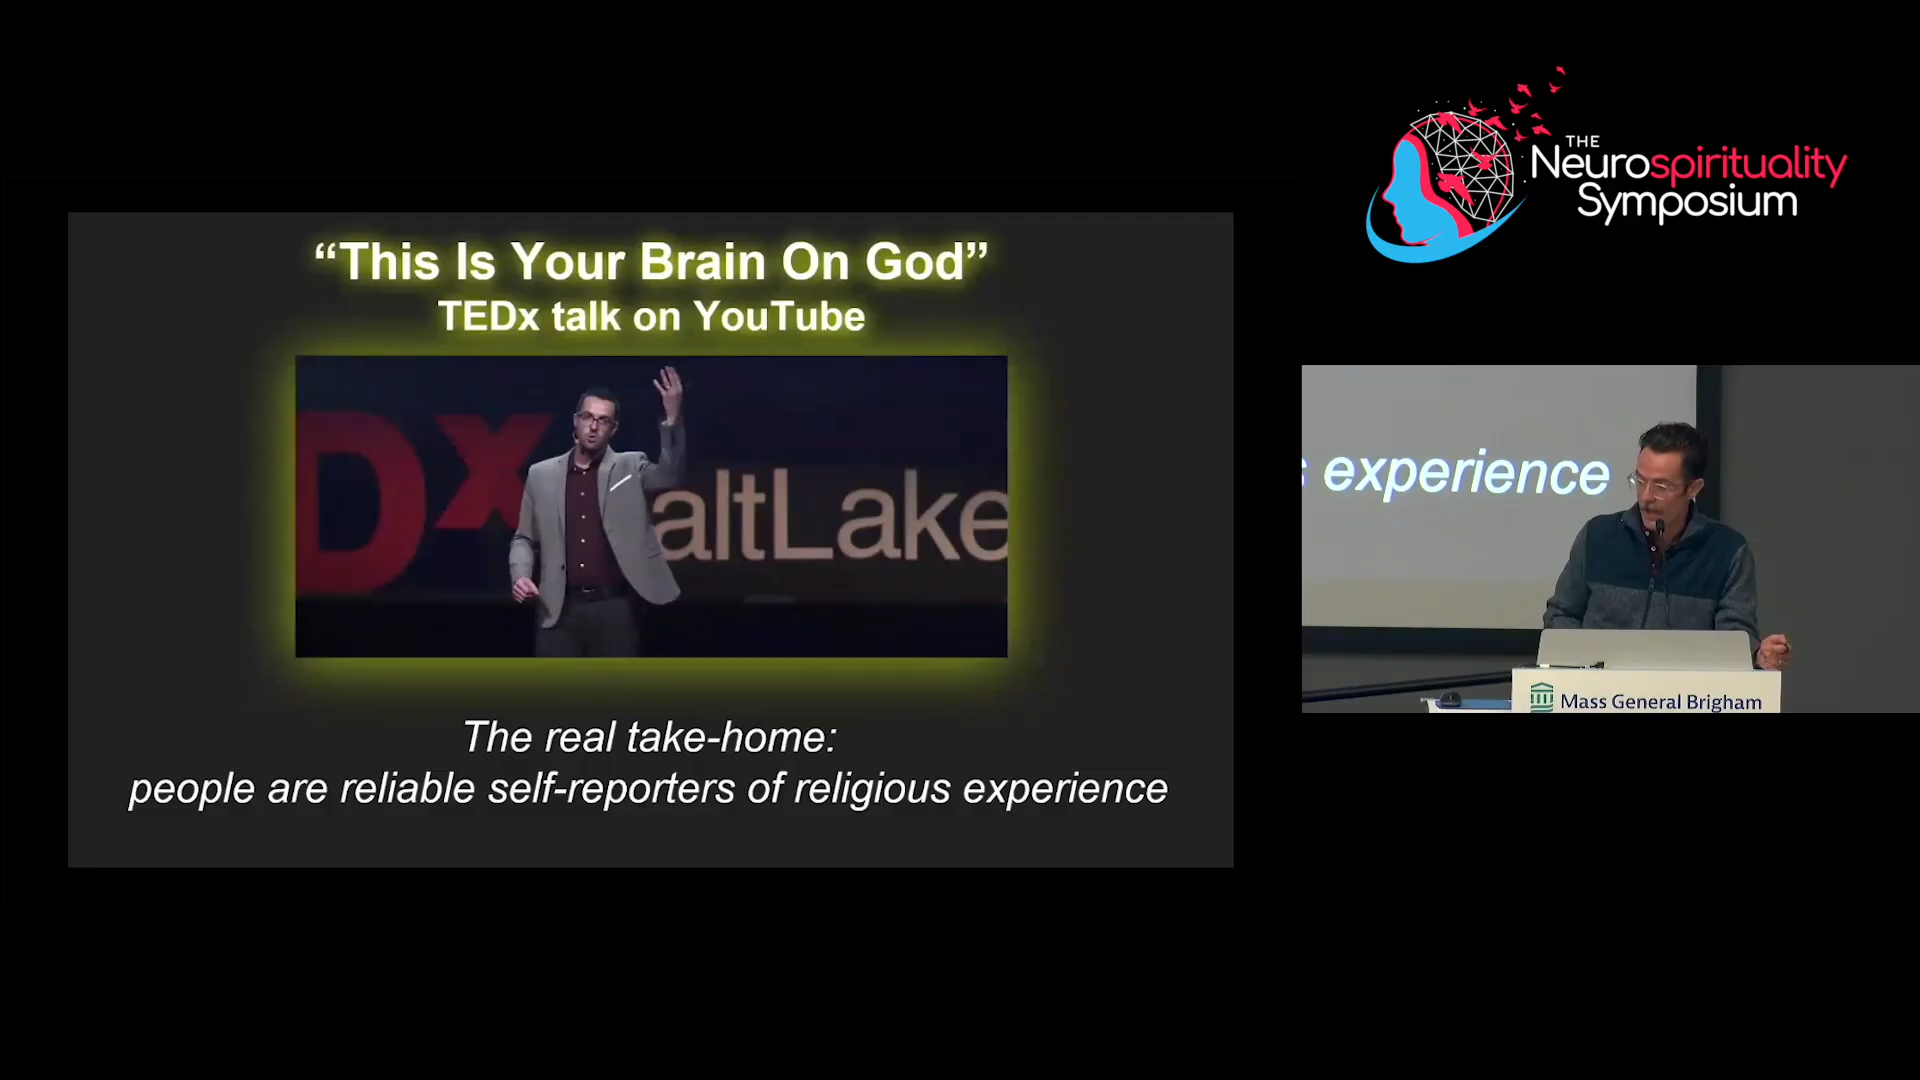 “This Is Your Brain On God”
TEDx talk on YouTube
Dx
altLake
The real take-home:
people are reliable self-reporters of religious experience
THE
Neurospirituality
Symposium
experience
Mass General Brigham